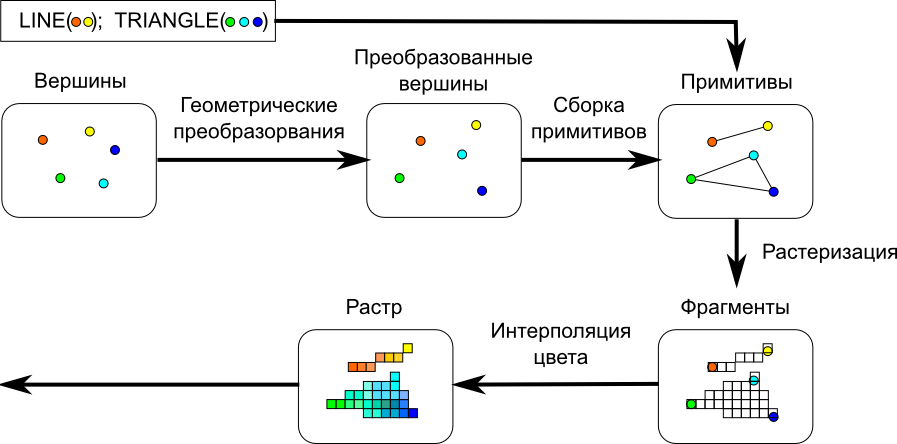 LINE( ); TRIANGLE( )
Вершины
Геометрические
преобразорвания
Преобразованные
вершины
Сборка
примитивов
Примитивы
Растеризация
Фрагменты
Интерполяция
цвета
Растр